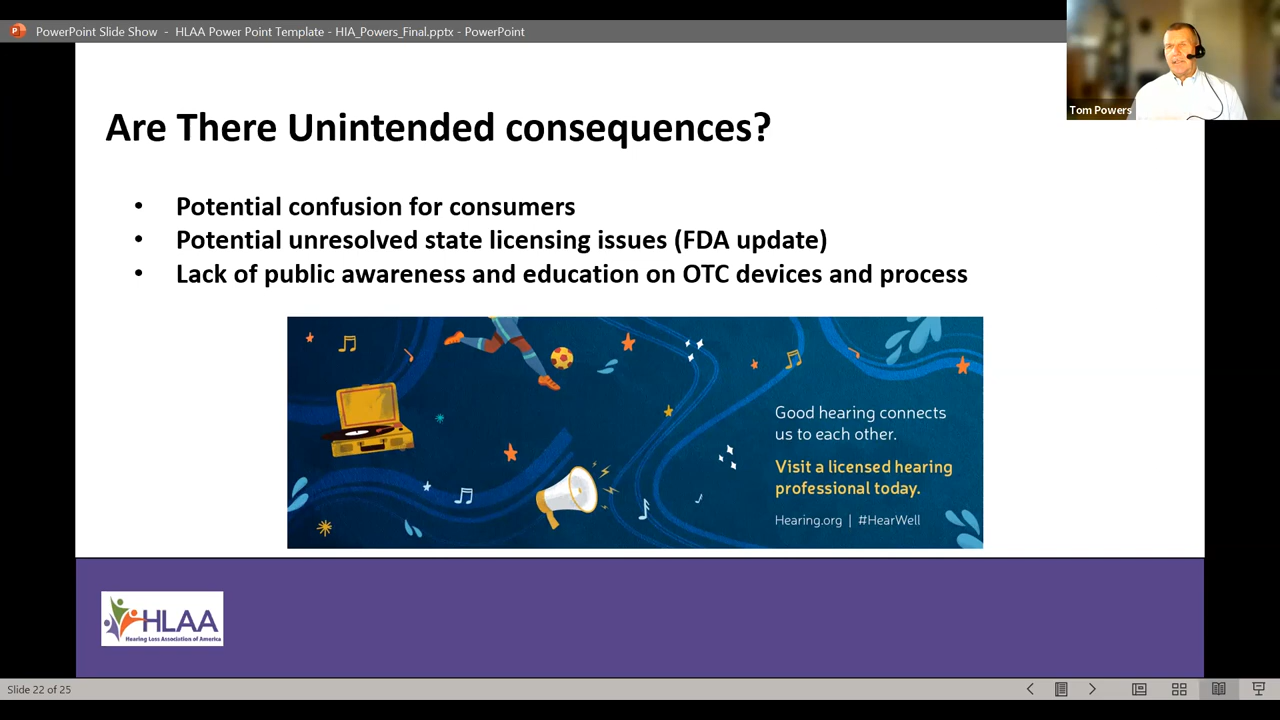 PowerPoint Slide Show - HLAA Power Point Template - HIA_Powers_Final.pptx - PowerPoint
Tom Powers
Are There Unintended consequences?
• Potential confusion for consumers
• Potential unresolved state licensing issues (FDA update)
• Lack of public awareness and education on OTC devices and process
Good hearing connects
us to each other.
Visit a licensed hearing
professional today.
Hearing.org | #HearWell
HLAA
Hearing Loss Association of America
Slide 22 of 25